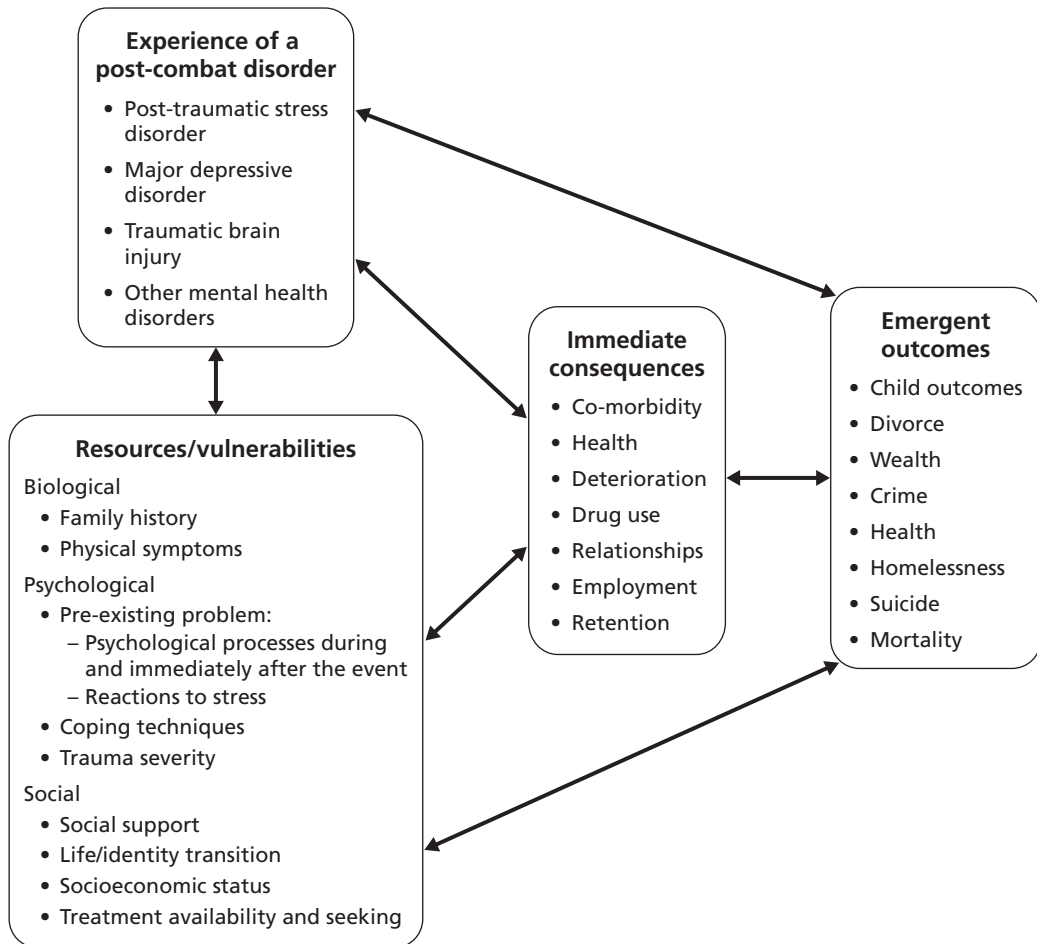 Experience of a
post-combat disorder
• Post-traumatic stress
disorder
• Major depressive
disorder
• Traumatic brain
injury
• Other mental health
disorders
Resources/vulnerabilities
Biological
• Family history
• Physical symptoms
Psychological
• Pre-existing problem:
– Psychological processes during
and immediately after the event
– Reactions to stress
• Coping techniques
• Trauma severity
Social
• Social support
• Life/identity transition
• Socioeconomic status
• Treatment availability and seeking
Immediate
consequences
• Co-morbidity
• Health
• Deterioration
• Drug use
• Relationships
• Employment
• Retention
Emergent
outcomes
• Child outcomes
• Divorce
• Wealth
• Crime
• Health
• Homelessness
• Suicide
• Mortality